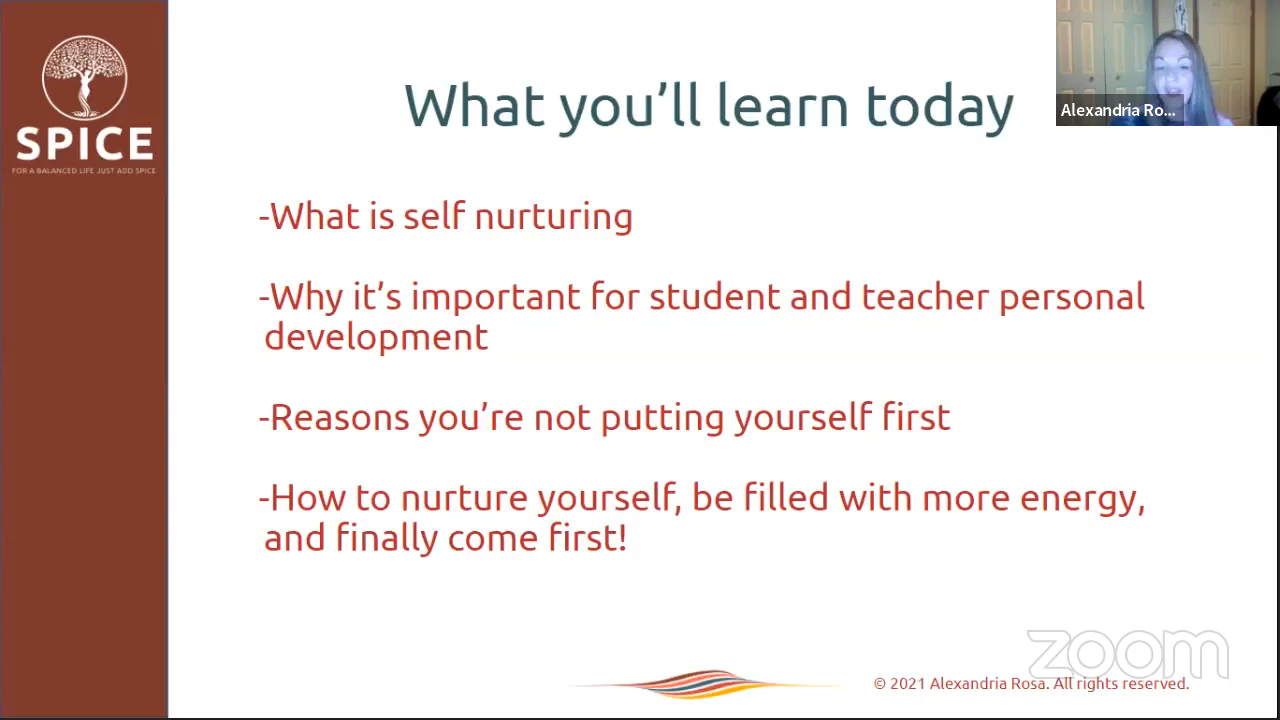 SPICE
FOR A BALANCED LIFE JUST ADD SPICE
What you'll learn today
Alexandria Ro...
-What is self nurturing
-Why it's important for student and teacher personal
development
-Reasons you're not putting yourself first
-How to nurture yourself, be filled with more energy,
and finally come first!
zoom
© 2021 Alexandria Rosa. All rights reserved.